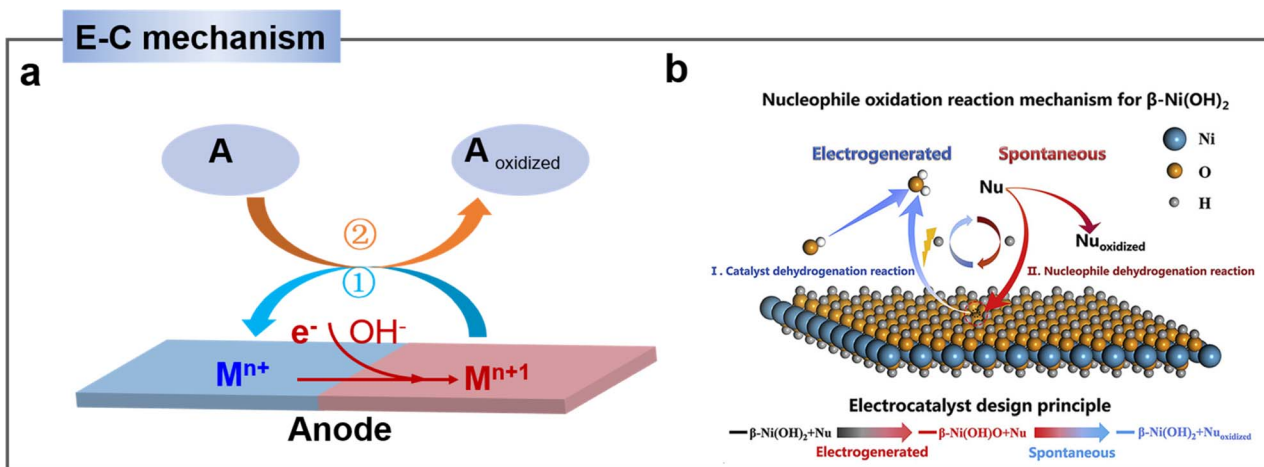 E-C mechanism
a
A
A oxidized
②
①
e⁻ OH⁻
Mⁿ⁺
Mⁿ⁺¹
Anode
b
Nucleophile oxidation reaction mechanism for β-Ni(OH)₂
Electrogenerated
Spontaneous
Ni
O
H
Nu
Nu_oxidized
Ⅰ. Catalyst dehydrogenation reaction
Ⅱ. Nucleophile dehydrogenation reaction
Electrocatalyst design principle
β-Ni(OH)₂+Nu
β-Ni(OH)O+Nu
β-Ni(OH)₂+Nu_oxidized
Electrogenerated
Spontaneous